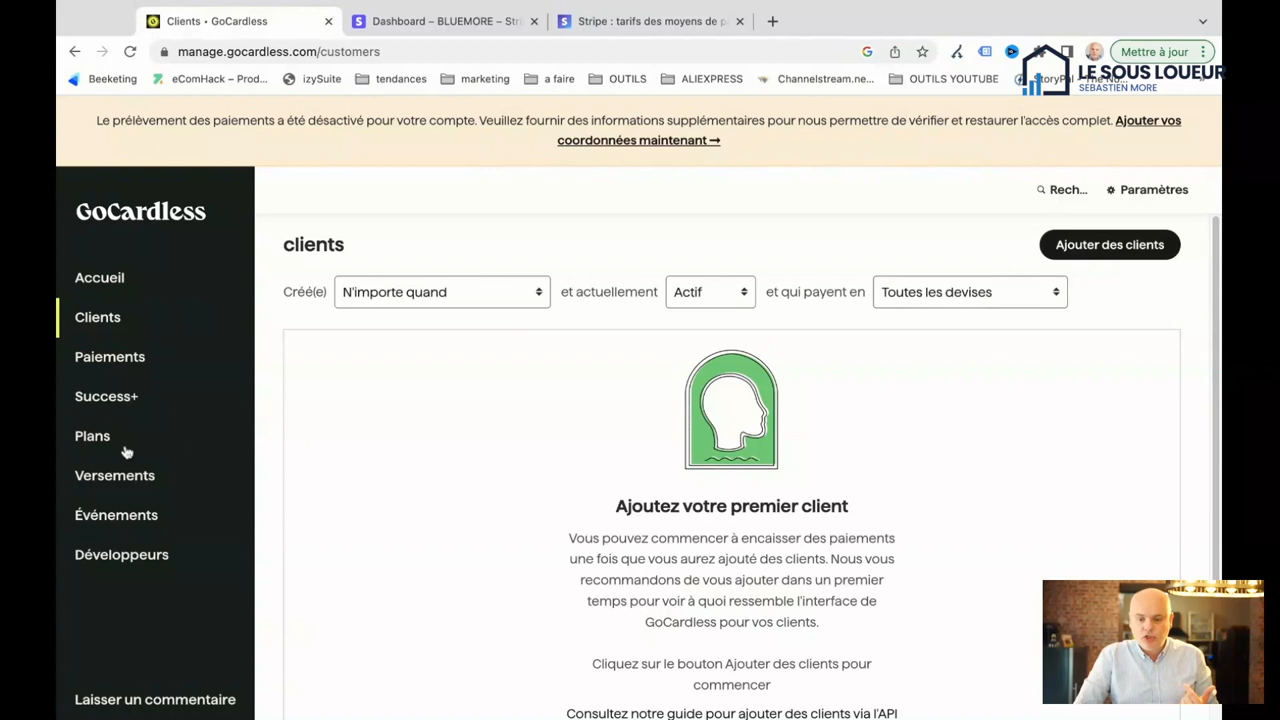 Clients • GoCardless
Dashboard – BLUEMORE – Str
Stripe : tarifs des moyens de p
manage.gocardless.com/customers
Mettre à jour
Beeketing
eComHack – Prod...
izySuite
tendances
marketing
a faire
OUTILS
ALIEXPRESS
Channelstream.ne...
OUTILS YOUTUBE
LE SOUS LOUEUR
SEBASTIEN MORE
Le prélèvement des paiements a été désactivé pour votre compte. Veuillez fournir des informations supplémentaires pour nous permettre de vérifier et restaurer l'accès complet. Ajouter vos
coordonnées maintenant →
GoCardless
Rech...
Paramètres
Accueil
Clients
Paiements
Success+
Plans
Versements
Événements
Développeurs
Laisser un commentaire
clients
Ajouter des clients
Créé(e) N'importe quand et actuellement Actif et qui payent en Toutes les devises
Ajoutez votre premier client
Vous pouvez commencer à encaisser des paiements
une fois que vous aurez ajouté des clients. Nous vous
recommandons de vous ajouter dans un premier
temps pour voir à quoi ressemble l'interface de
GoCardless pour vos clients.
Cliquez sur le bouton Ajouter des clients pour
commencer
Consultez notre guide pour ajouter des clients via l'API